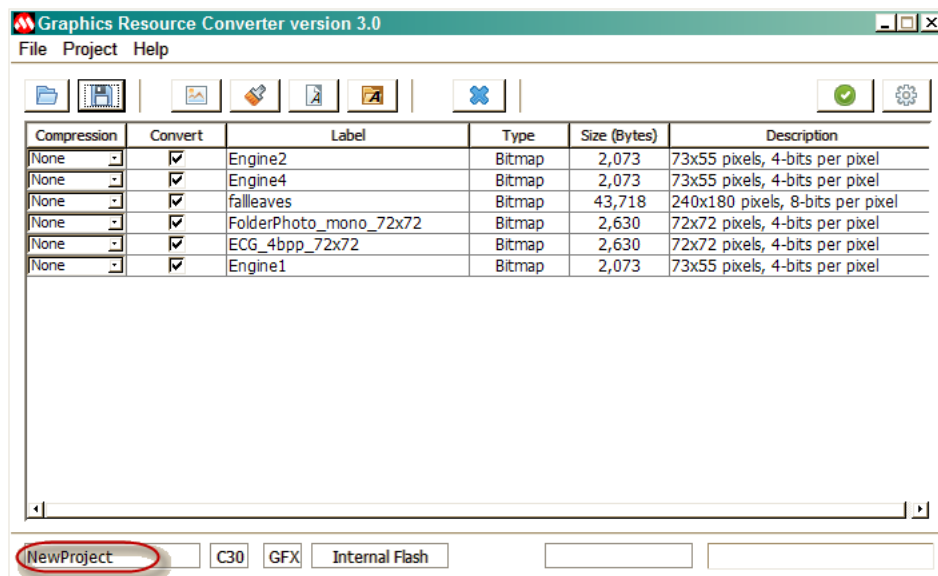 Graphics Resource Converter version 3.0
File Project Help
Compression Convert Label Type Size (Bytes) Description
None Engine2 Bitmap 2,073 73x55 pixels, 4-bits per pixel
None Engine4 Bitmap 2,073 73x55 pixels, 4-bits per pixel
None fallleaves Bitmap 43,718 240x180 pixels, 8-bits per pixel
None FolderPhoto_mono_72x72 Bitmap 2,630 72x72 pixels, 4-bits per pixel
None ECG_4bpp_72x72 Bitmap 2,630 72x72 pixels, 4-bits per pixel
None Engine1 Bitmap 2,073 73x55 pixels, 4-bits per pixel
NewProject C30 GFX Internal Flash